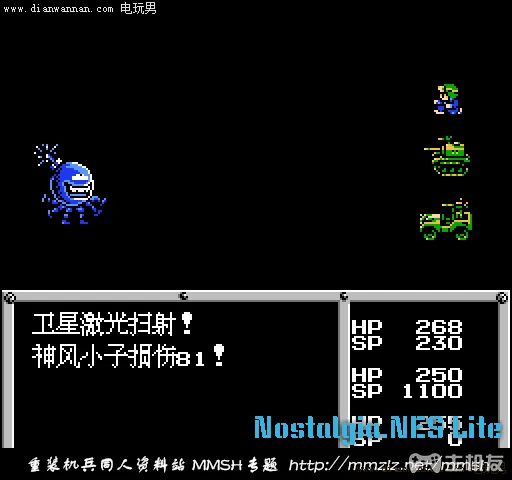 www.dianwannan.com 电玩男
卫星激光扫射！
神风小子损伤81！
HP 268
SP 230
HP 250
SP 1100
Nostalgia.NES Lite
SP 0
重装机兵同人资料站 MMSH专题 http://mmzlz.net/mmsh